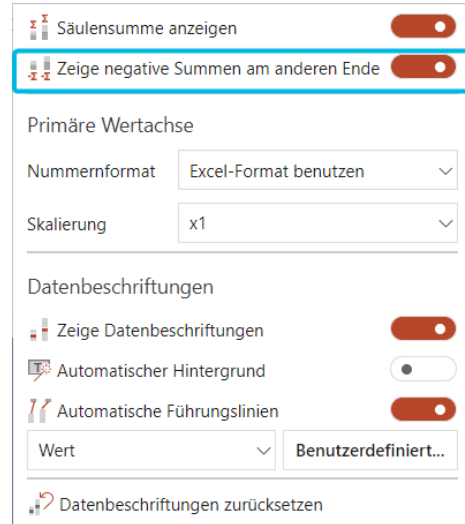 Säulensumme anzeigen
Zeige negative Summen am anderen Ende
Primäre Wertachse
Nummernformat Excel-Format benutzen
Skalierung x1
Datenbeschriftungen
Zeige Datenbeschriftungen
Automatischer Hintergrund
Automatische Führungslinien
Wert Benutzerdefiniert...
Datenbeschriftungen zurücksetzen